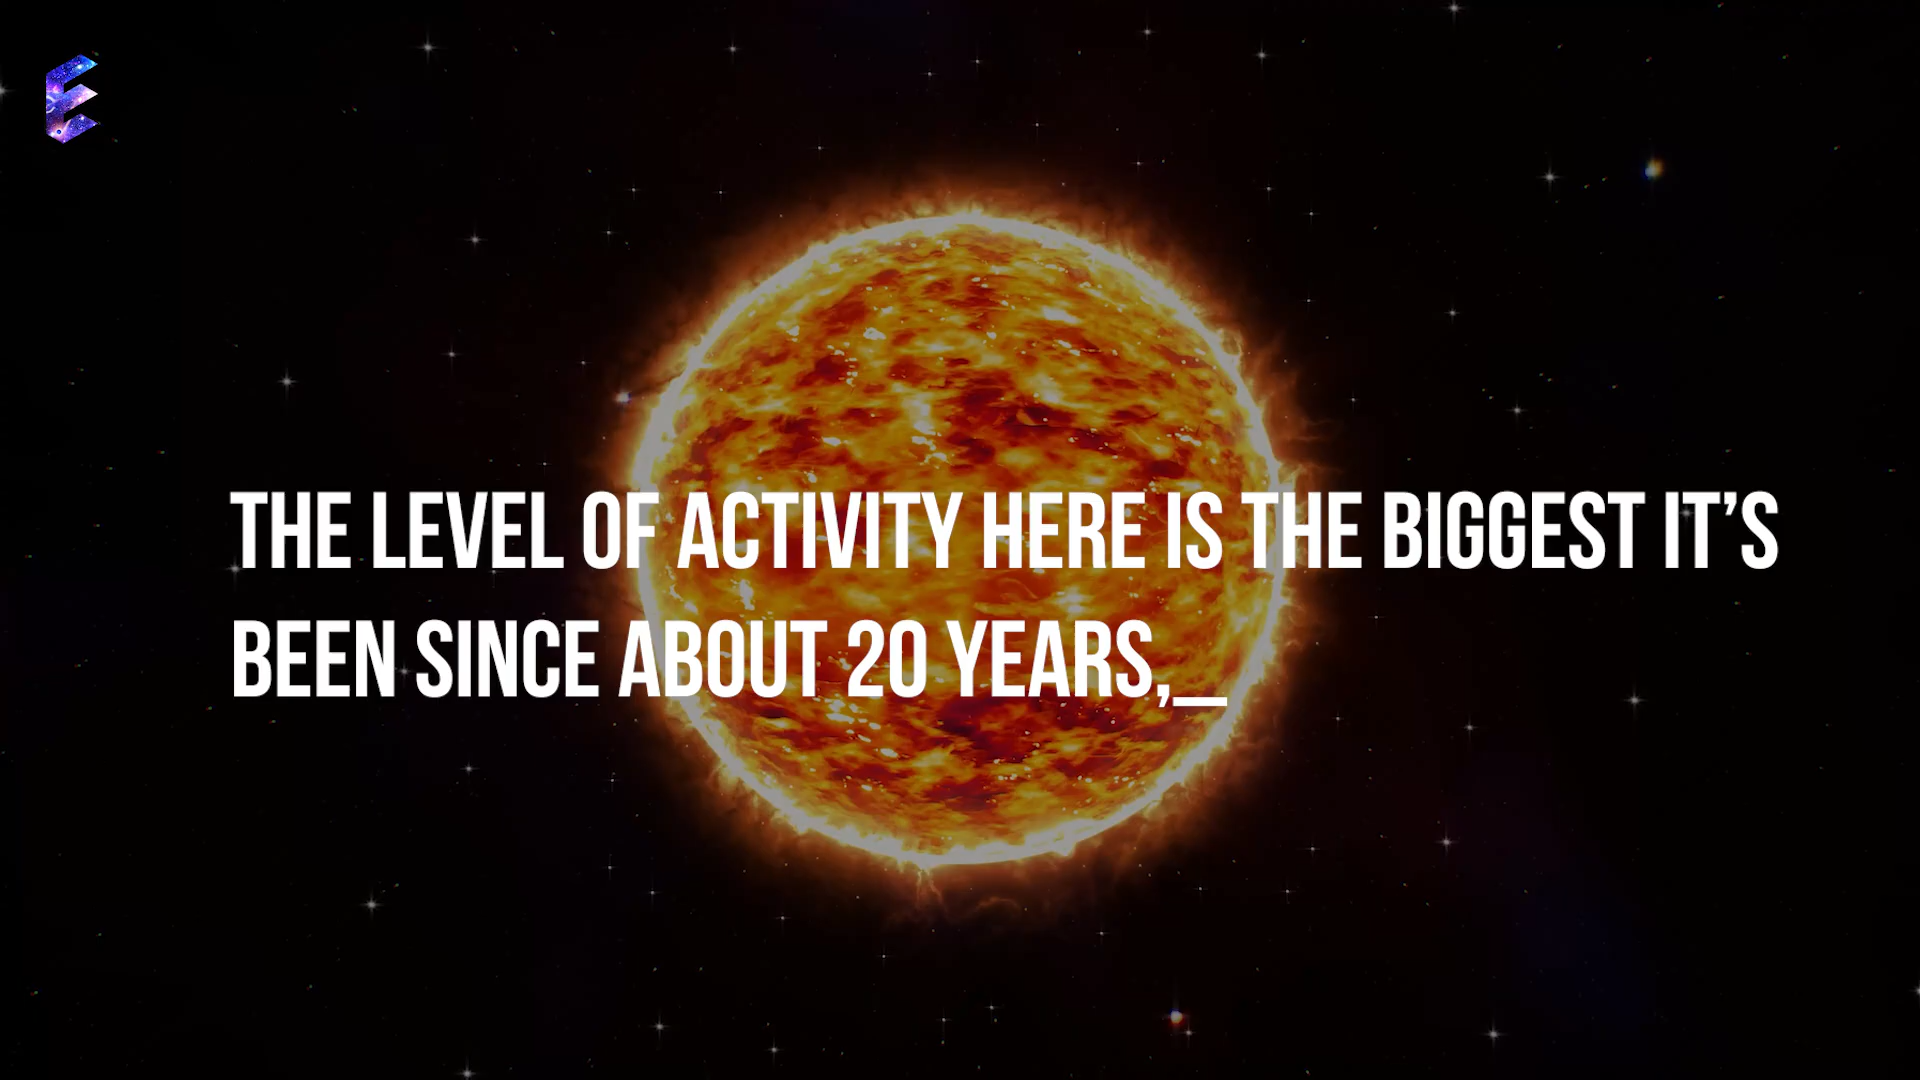 THE LEVEL OF ACTIVITY HERE IS THE BIGGEST IT’S
BEEN SINCE ABOUT 20 YEARS,_